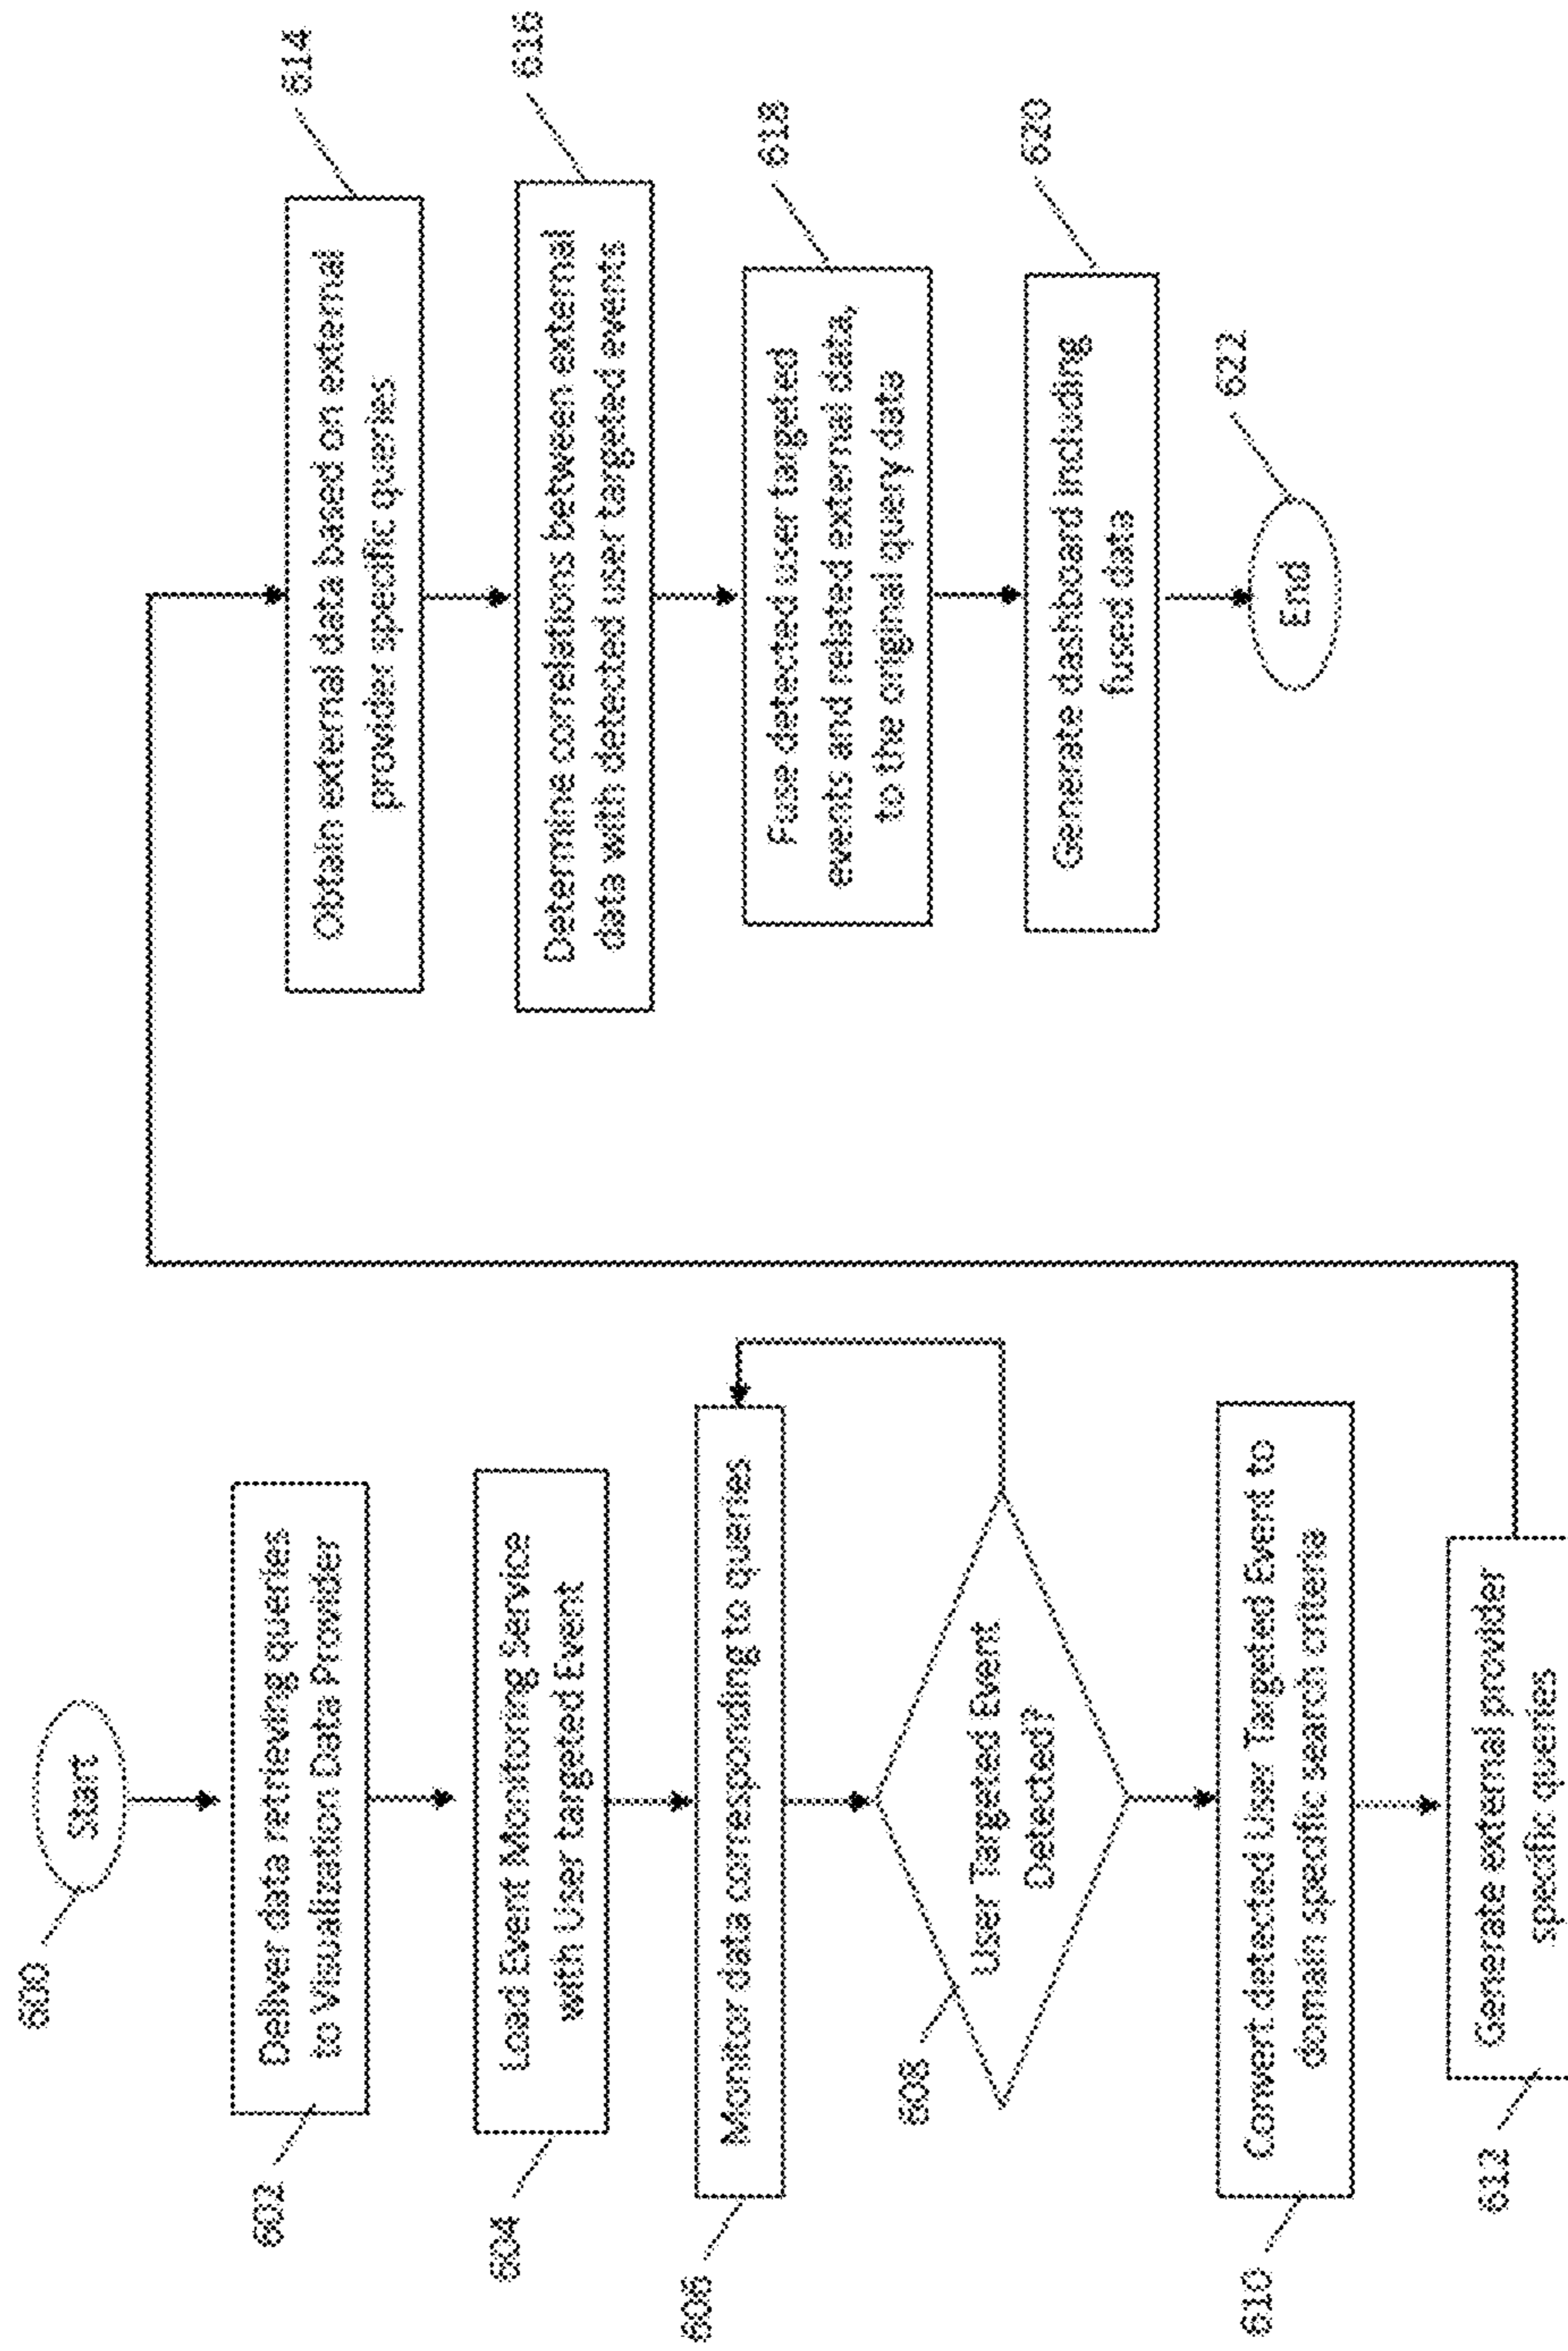 600
Start
602
Deliver data retrieving queries
to Visualization Data Provider
604
Load Event Monitoring Service
with User targeted Event
606
Monitor data corresponding to queries
608
User Targeted Event
Detected?
610
Convert detected User Targeted Event to
domain specific search criteria
612
Generate external provider
specific queries
614
Obtain external data based on external
provider specific queries
616
Determine correlations between external
data with detected user targeted events
618
Fuse detected user targeted
events and related external data,
to the original query data
620
Generate dashboard including
fused data
622
End